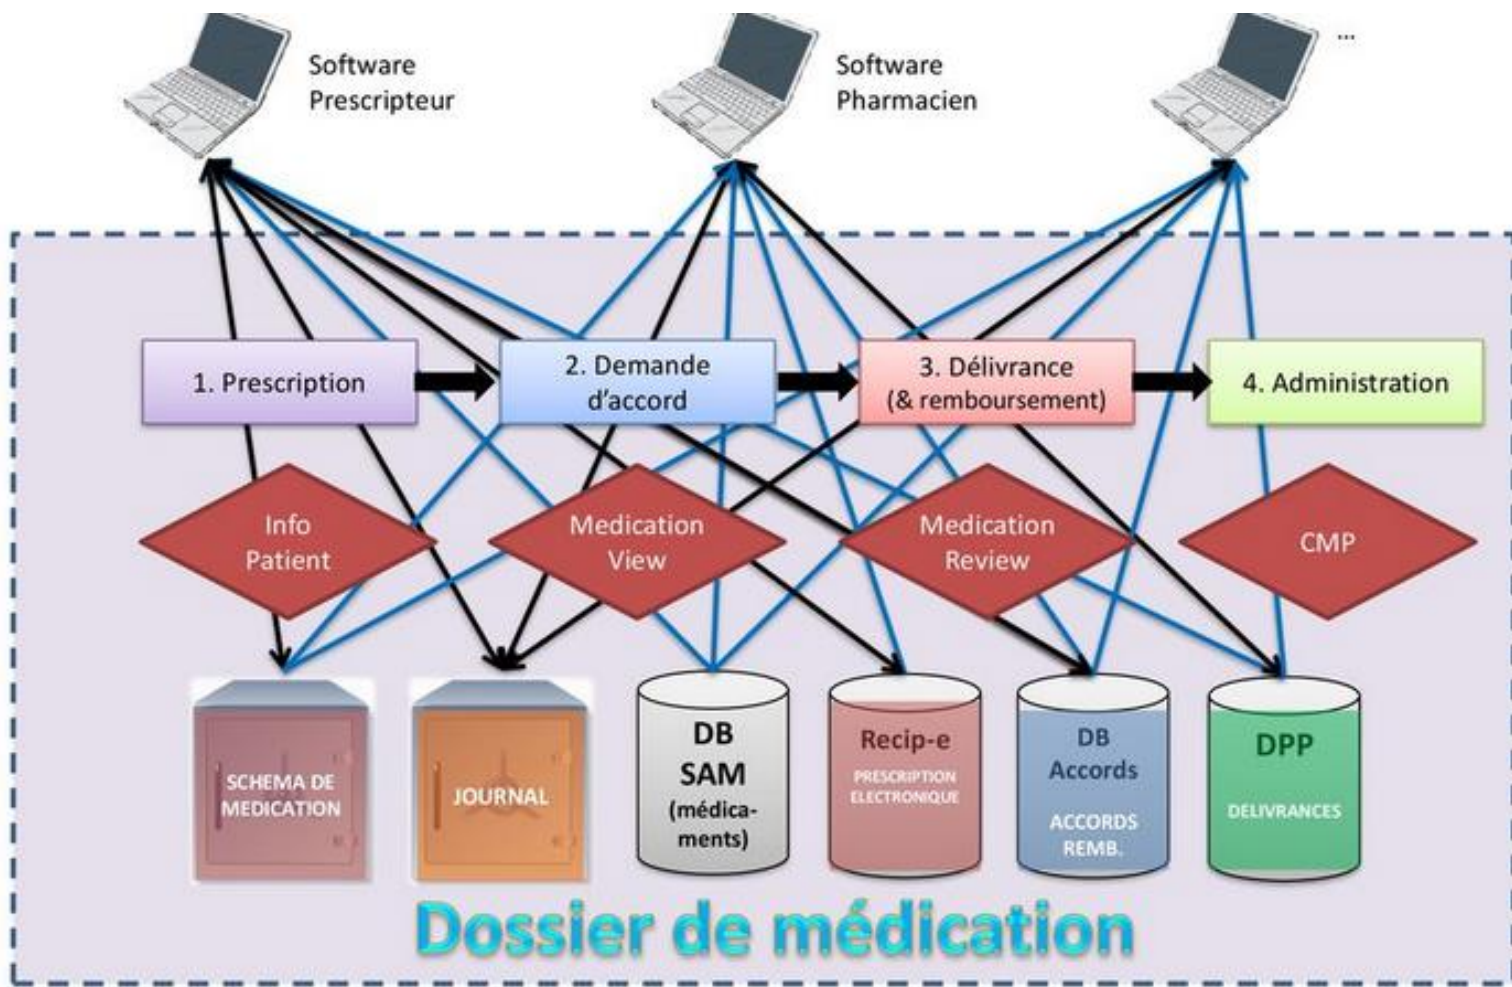 Software
Prescripteur
Software
Pharmacien
...
1. Prescription
2. Demande
d'accord
3. Délivrance
(& remboursement)
4. Administration
Info
Patient
Medication
View
Medication
Review
CMP
SCHEMA DE
MEDICATION
JOURNAL
DB
SAM
(médica-
ments)
Recip-e
PRESCRIPTION
ELECTRONIQUE
DB
Accords
ACCORDS
REMB.
DPP
DELIVRANCES
Dossier de médication